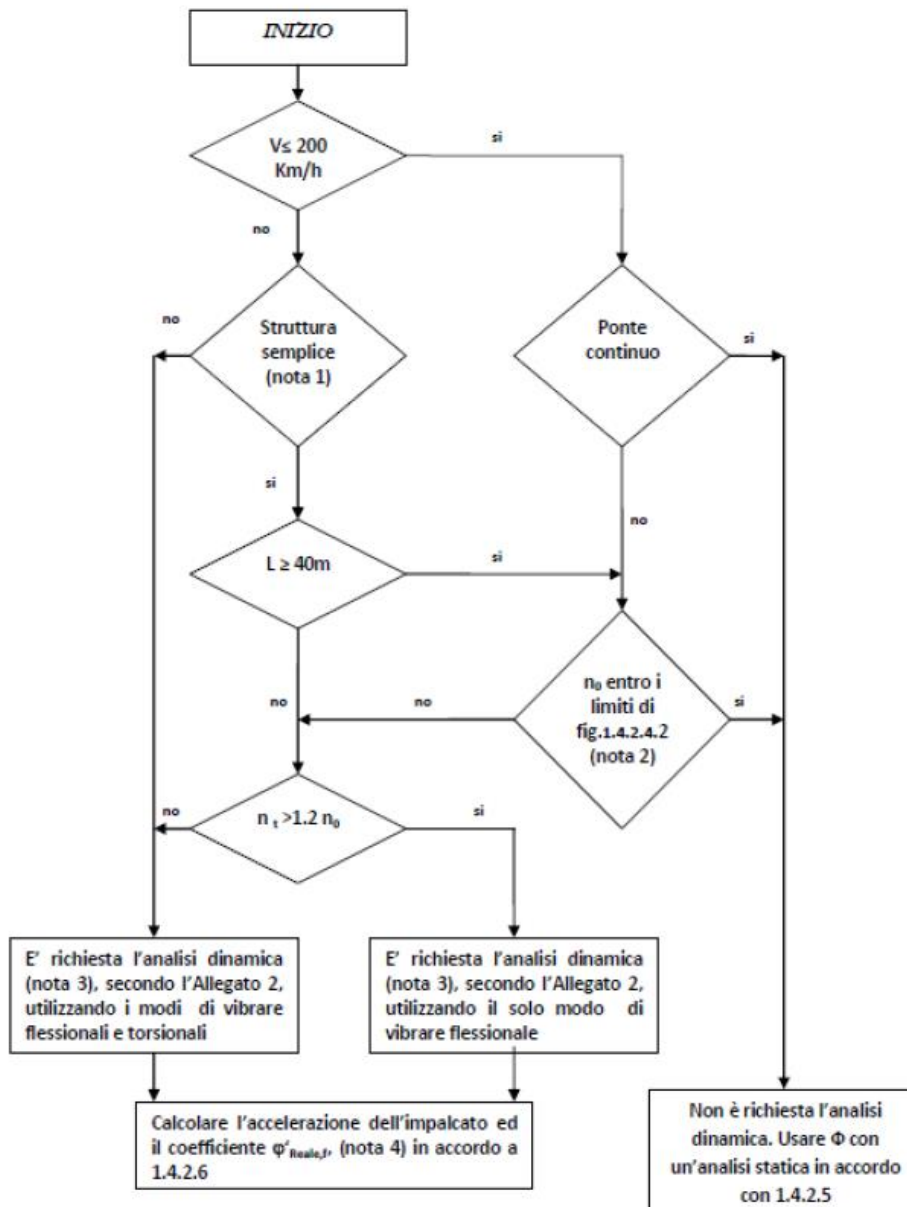 INIZIO
V≤ 200
Km/h
si
no
no
Struttura
semplice
(nota 1)
Ponte
continuo
si
si
no
L ≥ 40m
si
no
no
n₀ entro i
limiti di
fig.1.4.2.4.2
(nota 2)
si
no
n t >1.2 n₀
si
E' richiesta l'analisi dinamica
(nota 3), secondo l'Allegato 2,
utilizzando i modi di vibrare
flessionali e torsionali
E' richiesta l'analisi dinamica
(nota 3), secondo l'Allegato 2,
utilizzando il solo modo di
vibrare flessionale
Calcolare l'accelerazione dell'impalcato ed
il coefficiente φ'Reale,f, (nota 4) in accordo a
1.4.2.6
Non è richiesta l'analisi
dinamica. Usare Φ con
un'analisi statica in accordo
con 1.4.2.5